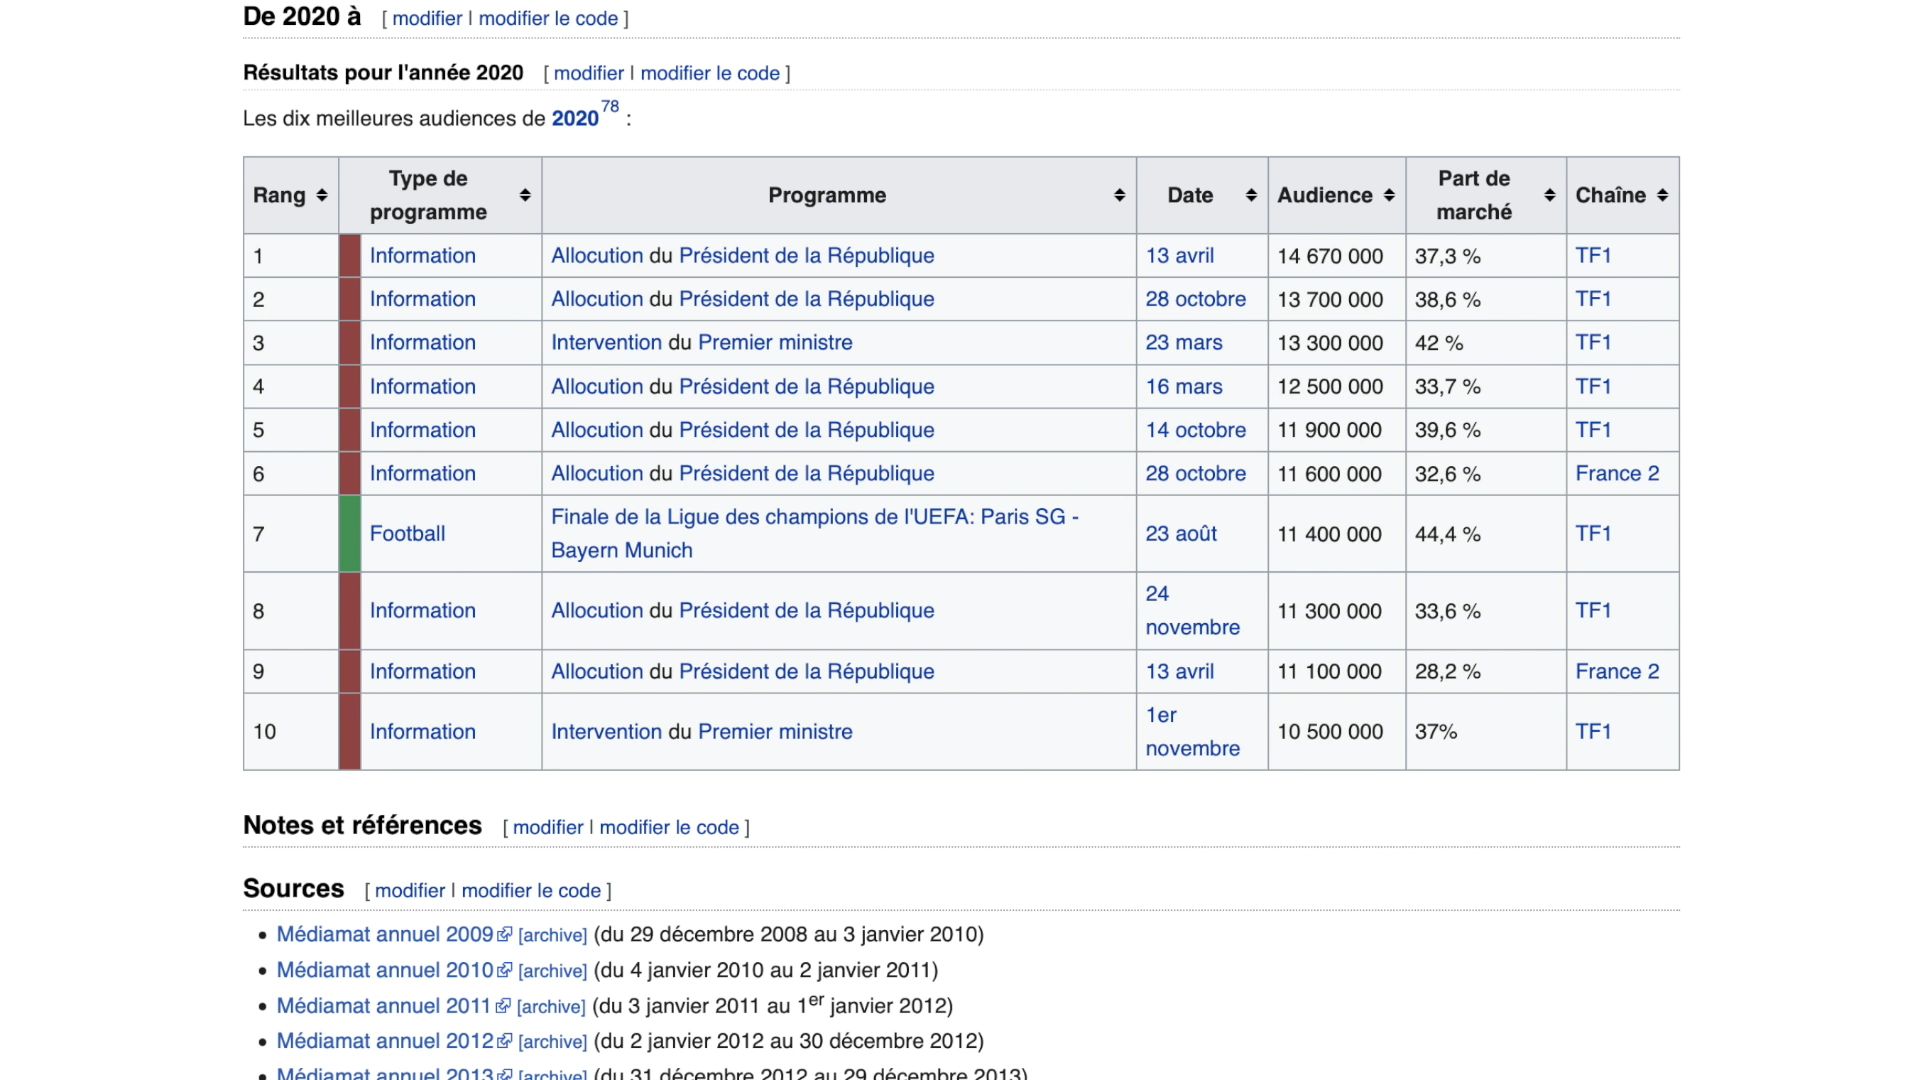 De 2020 à [ modifier | modifier le code ]
Résultats pour l'année 2020 [ modifier | modifier le code ]
Les dix meilleures audiences de 2020 78 :
Rang Type de programme Programme Date Audience Part de marché Chaîne
1 Information Allocution du Président de la République 13 avril 14 670 000 37,3 % TF1
2 Information Allocution du Président de la République 28 octobre 13 700 000 38,6 % TF1
3 Information Intervention du Premier ministre 23 mars 13 300 000 42 % TF1
4 Information Allocution du Président de la République 16 mars 12 500 000 33,7 % TF1
5 Information Allocution du Président de la République 14 octobre 11 900 000 39,6 % TF1
6 Information Allocution du Président de la République 28 octobre 11 600 000 32,6 % France 2
7 Football Finale de la Ligue des champions de l'UEFA: Paris SG - Bayern Munich 23 août 11 400 000 44,4 % TF1
8 Information Allocution du Président de la République 24 novembre 11 300 000 33,6 % TF1
9 Information Allocution du Président de la République 13 avril 11 100 000 28,2 % France 2
10 Information Intervention du Premier ministre 1er novembre 10 500 000 37% TF1
Notes et références [ modifier | modifier le code ]
Sources [ modifier | modifier le code ]
• Médiamat annuel 2009 [archive] (du 29 décembre 2008 au 3 janvier 2010)
• Médiamat annuel 2010 [archive] (du 4 janvier 2010 au 2 janvier 2011)
• Médiamat annuel 2011 [archive] (du 3 janvier 2011 au 1er janvier 2012)
• Médiamat annuel 2012 [archive] (du 2 janvier 2012 au 30 décembre 2012)
• Médiamat annuel 2013 [archive] (du 31 décembre 2012 au 29 décembre 2013)